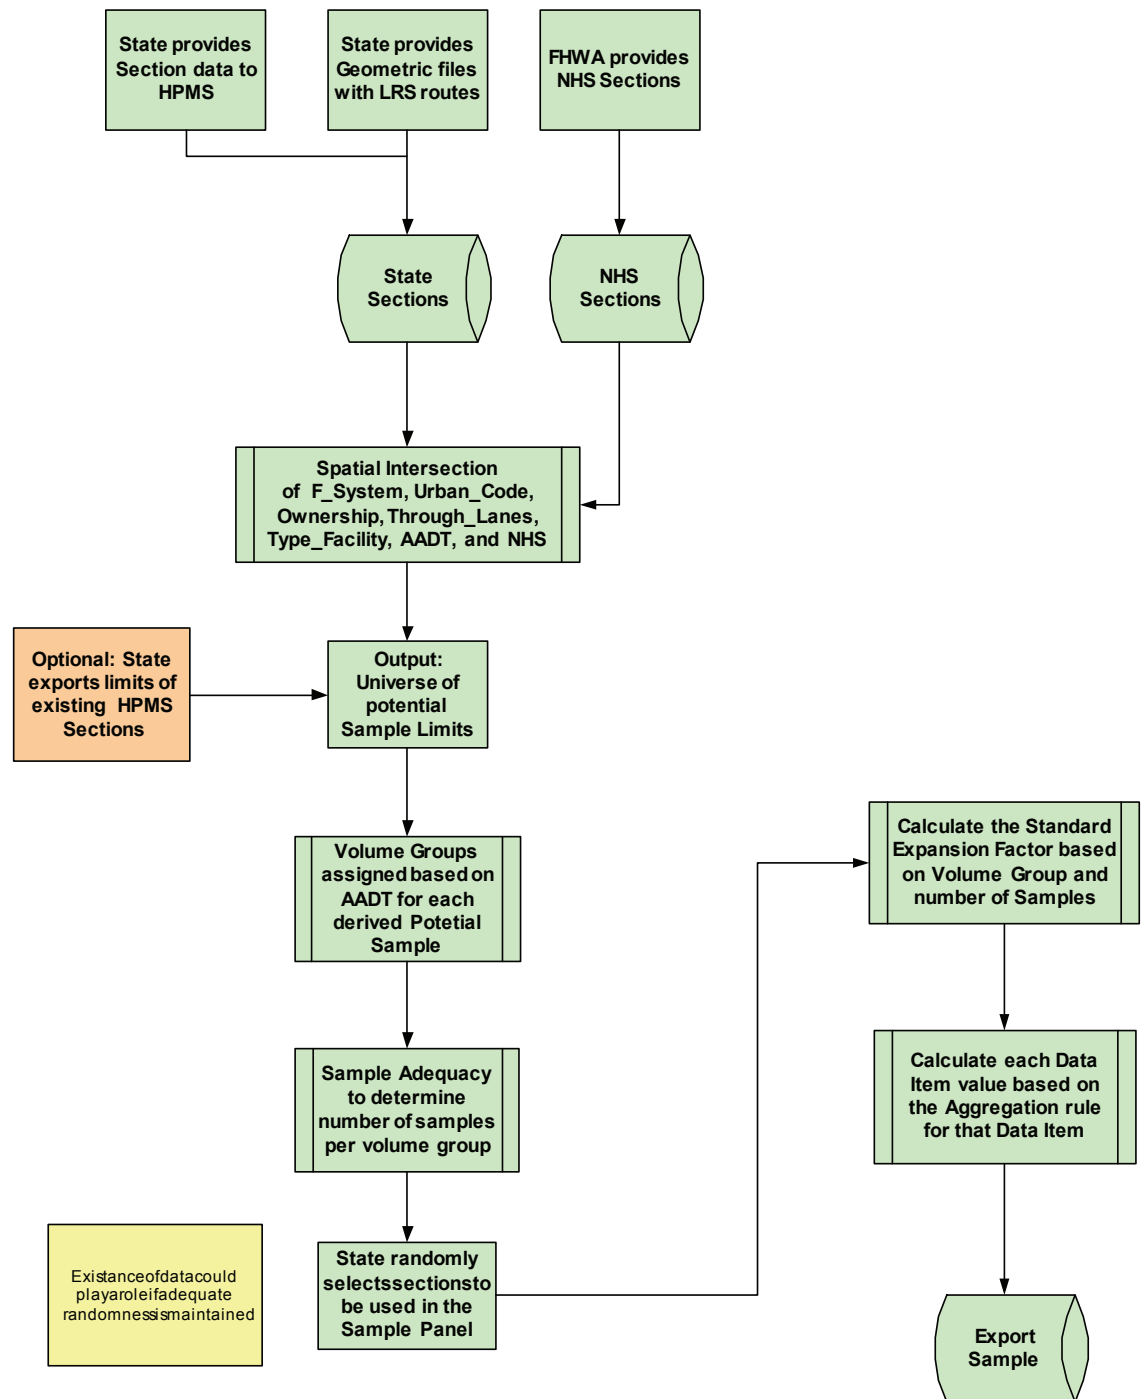 State provides
Section data to
HPMS
State provides
Geometric files
with LRS routes
FHWA provides
NHS Sections
State
Sections
NHS
Sections
Spatial Intersection
of F_System, Urban_Code,
Ownership, Through_Lanes,
Type_Facility, AADT, and NHS
Optional: State
exports limits of
existing HPMS
Sections
Output:
Universe of
potential
Sample Limits
Volume Groups
assigned based on
AADT for each
derived Potetial
Sample
Sample Adequacy
to determine
number of samples
per volume group
Existanceofdatacould
playaroleifadequate
randomnessismaintained
State randomly
selectssectionsto
be used in the
Sample Panel
Calculate the Standard
Expansion Factor based
on Volume Group and
number of Samples
Calculate each Data
Item value based on
the Aggregation rule
for that Data Item
Export
Sample